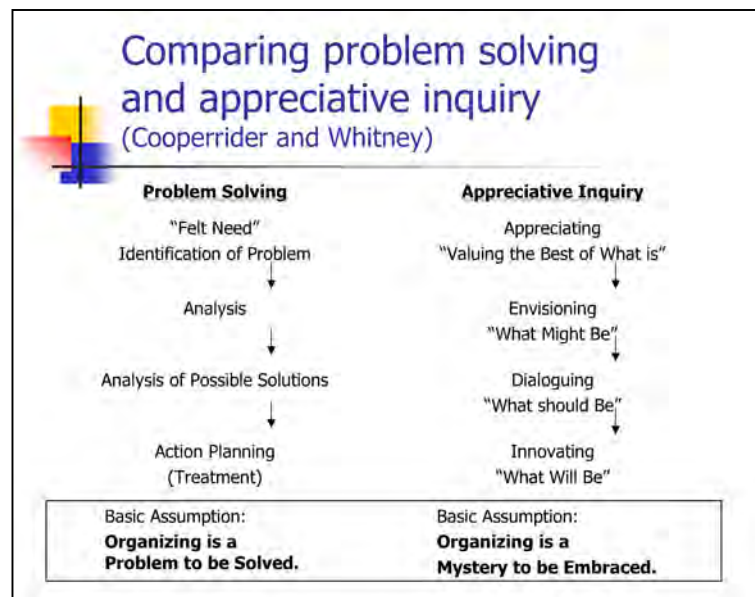 Comparing problem solving
and appreciative inquiry
(Cooperrider and Whitney)
Problem Solving
“Felt Need”
Identification of Problem
Analysis
Analysis of Possible Solutions
Action Planning
(Treatment)
Appreciative Inquiry
Appreciating
“Valuing the Best of What is”
Envisioning
“What Might Be”
Dialoguing
“What should Be”
Innovating
“What Will Be”
Basic Assumption:
Organizing is a
Problem to be Solved.
Basic Assumption:
Organizing is a
Mystery to be Embraced.